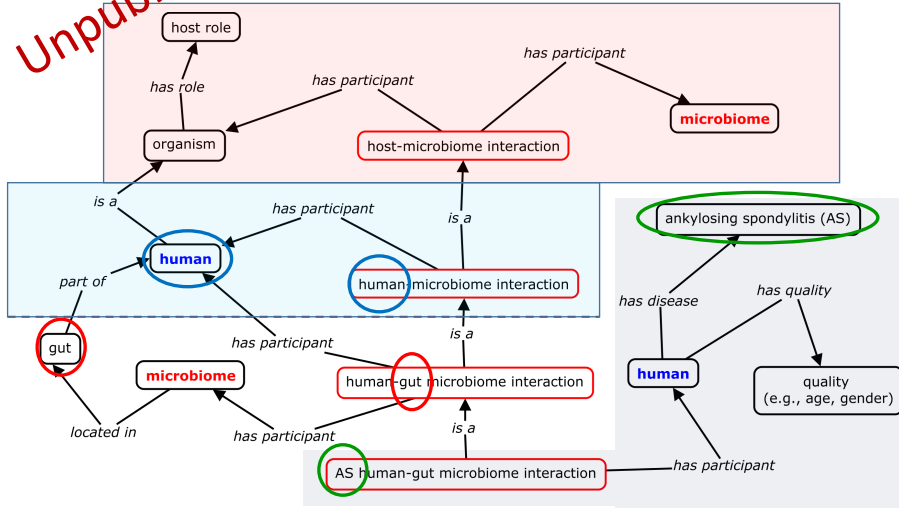 Unpub
host role
has role
has participant
has participant
microbiome
organism
host-microbiome interaction
is a
has participant
is a
ankylosing spondylitis (AS)
human
part of
human-microbiome interaction
has disease
has quality
gut
has participant
is a
microbiome
human-gut microbiome interaction
human
quality
(e.g., age, gender)
located in
has participant
is a
AS human-gut microbiome interaction
has participant